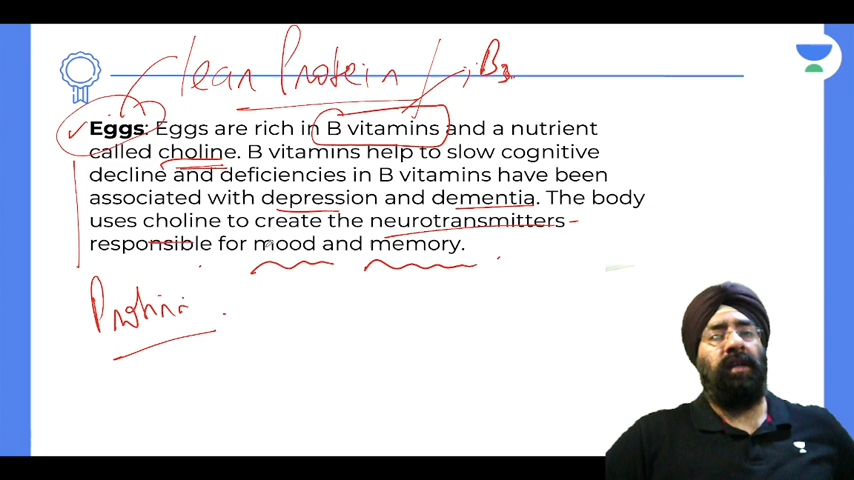 lean Protein / ; B3
Eggs: Eggs are rich in B vitamins and a nutrient
called choline. B vitamins help to slow cognitive
decline and deficiencies in B vitamins have been
associated with depression and dementia. The body
uses choline to create the neurotransmitters
responsible for mood and memory.